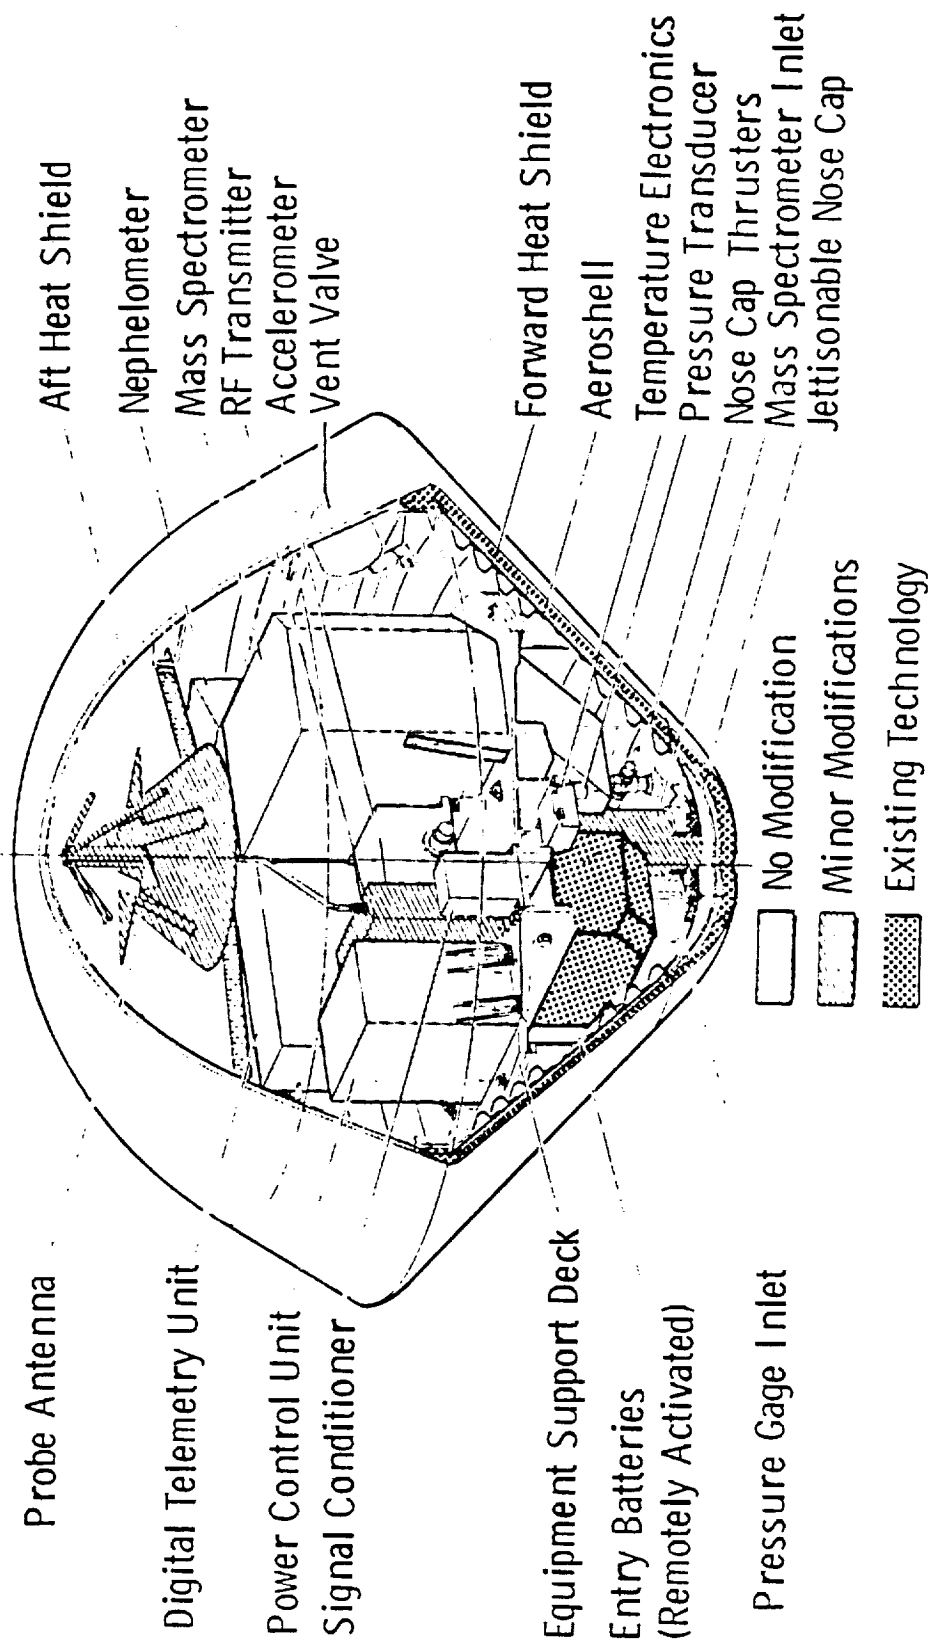 Probe Antenna
Digital Telemetry Unit
Power Control Unit
Signal Conditioner
Equipment Support Deck
Entry Batteries
(Remotely Activated)
Pressure Gage Inlet
Aft Heat Shield
Nephelometer
Mass Spectrometer
RF Transmitter
Accelerometer
Vent Valve
Forward Heat Shield
Aeroshell
Temperature Electronics
Pressure Transducer
Nose Cap Thrusters
Mass Spectrometer Inlet
Jettisonable Nose Cap
No Modification
Minor Modifications
Existing Technology